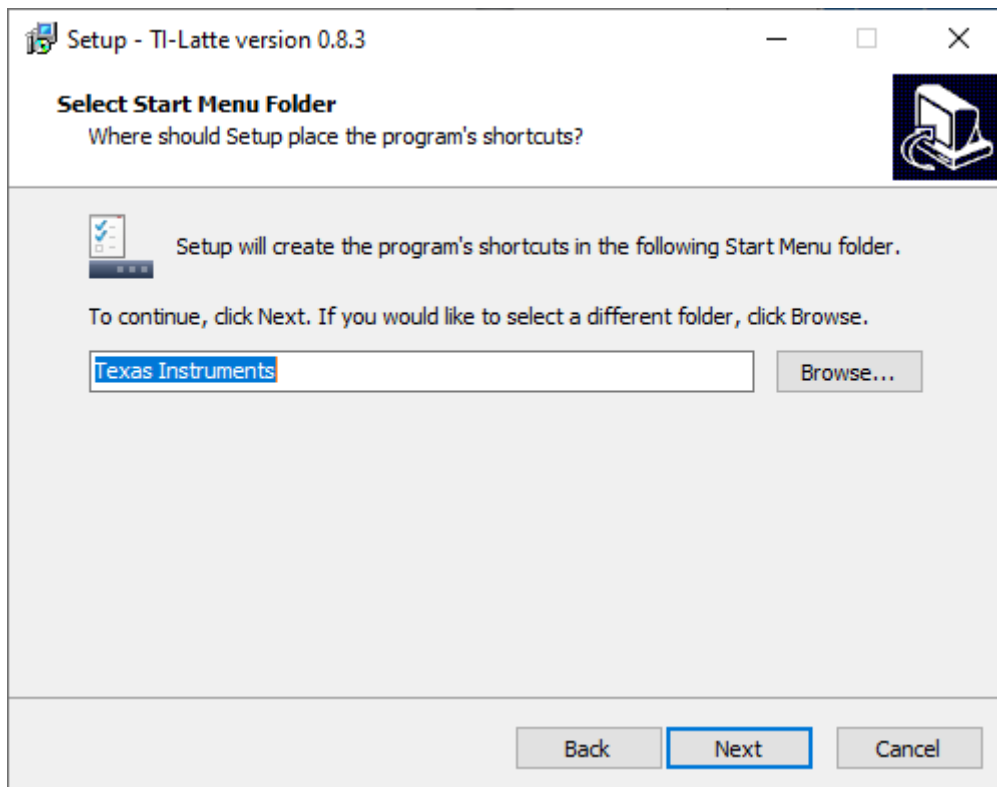 Setup - TI-Latte version 0.8.3
Select Start Menu Folder
Where should Setup place the program's shortcuts?
Setup will create the program's shortcuts in the following Start Menu folder.
To continue, click Next. If you would like to select a different folder, click Browse.
Texas Instruments
Browse...
Back
Next
Cancel